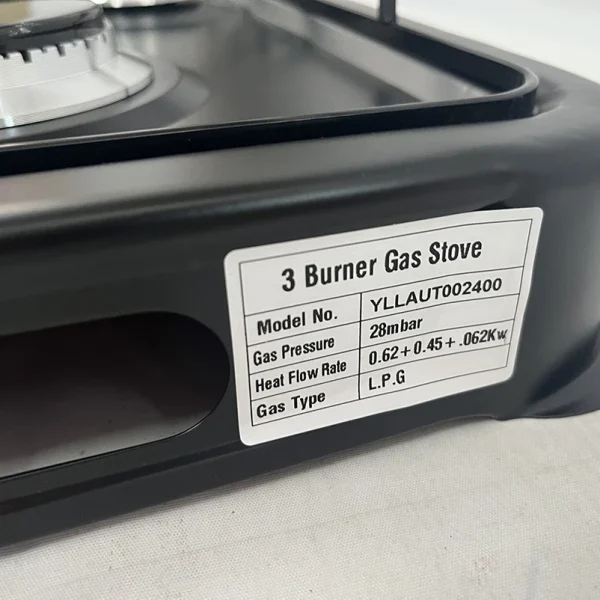 3 Burner Gas Stove
Model No. YLLAUT002400
Gas Pressure 28mbar
Heat Flow Rate 0.62+0.45+.062Kw
Gas Type L.P.G